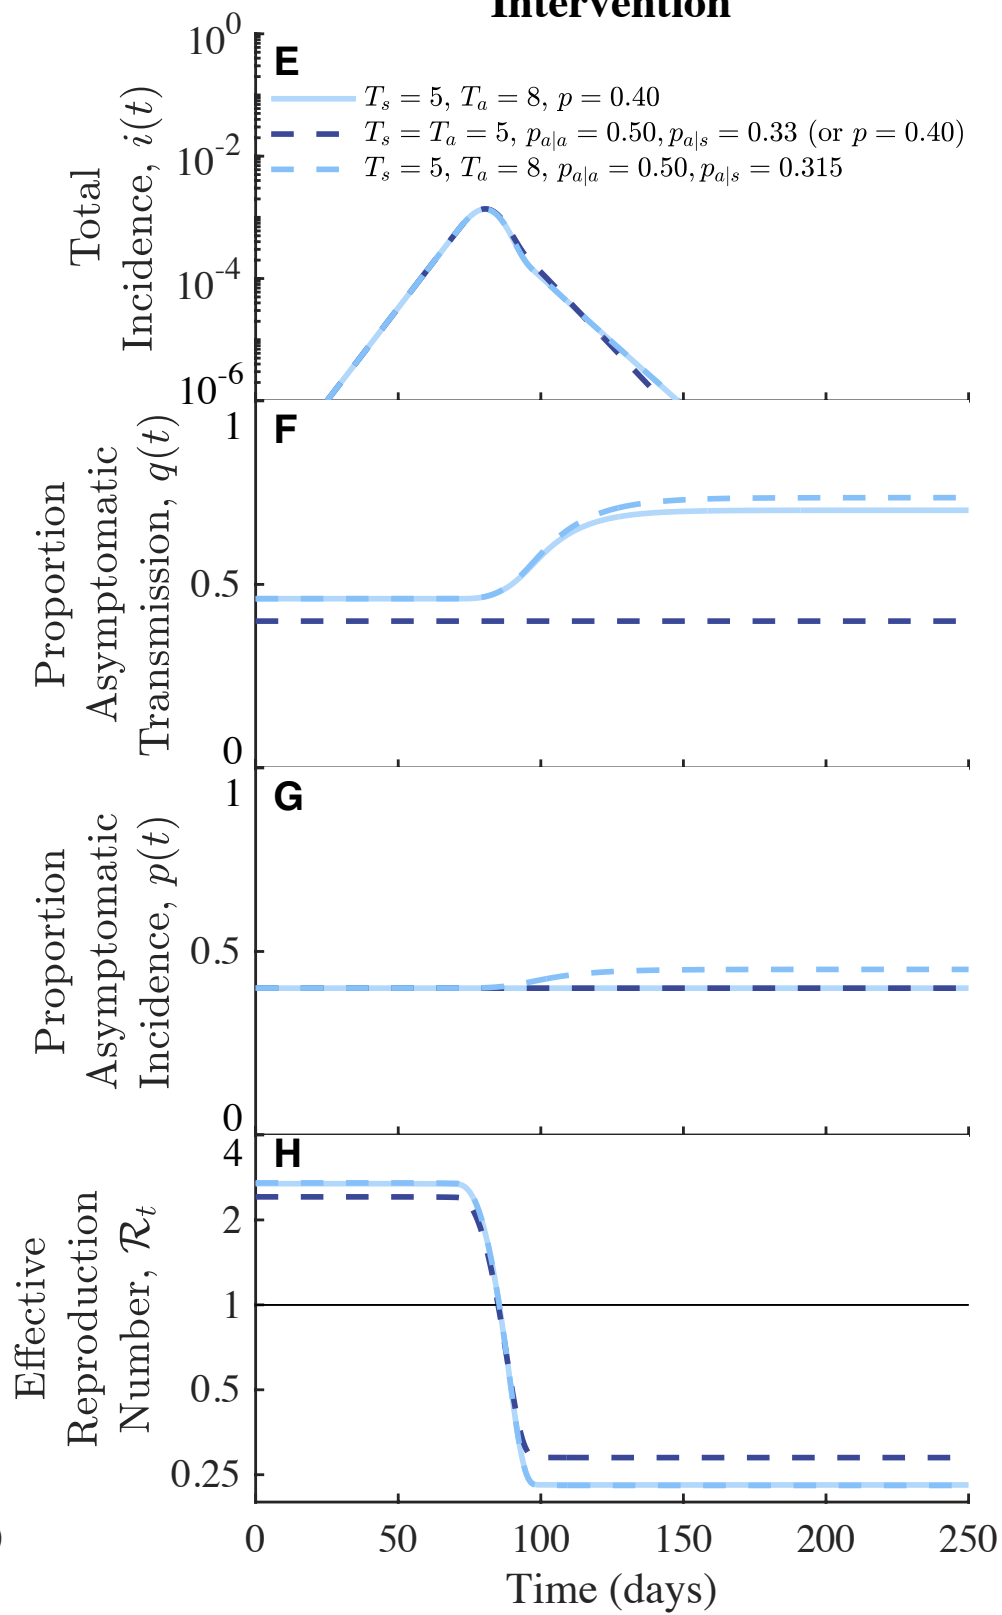 Intervention
E
10^0
10^-2
10^-4
10^-6
Total
Incidence, i(t)
T_s = 5, T_a = 8, p = 0.40
T_s = T_a = 5, p_{a|a} = 0.50, p_{a|s} = 0.33 (or p = 0.40)
T_s = 5, T_a = 8, p_{a|a} = 0.50, p_{a|s} = 0.315
F
1
0.5
0
Proportion
Asymptomatic
Transmission, q(t)
G
1
0.5
0
Proportion
Asymptomatic
Incidence, p(t)
H
4
2
1
0.5
0.25
Effective
Reproduction
Number, ℛ_t
0 50 100 150 200 250
Time (days)